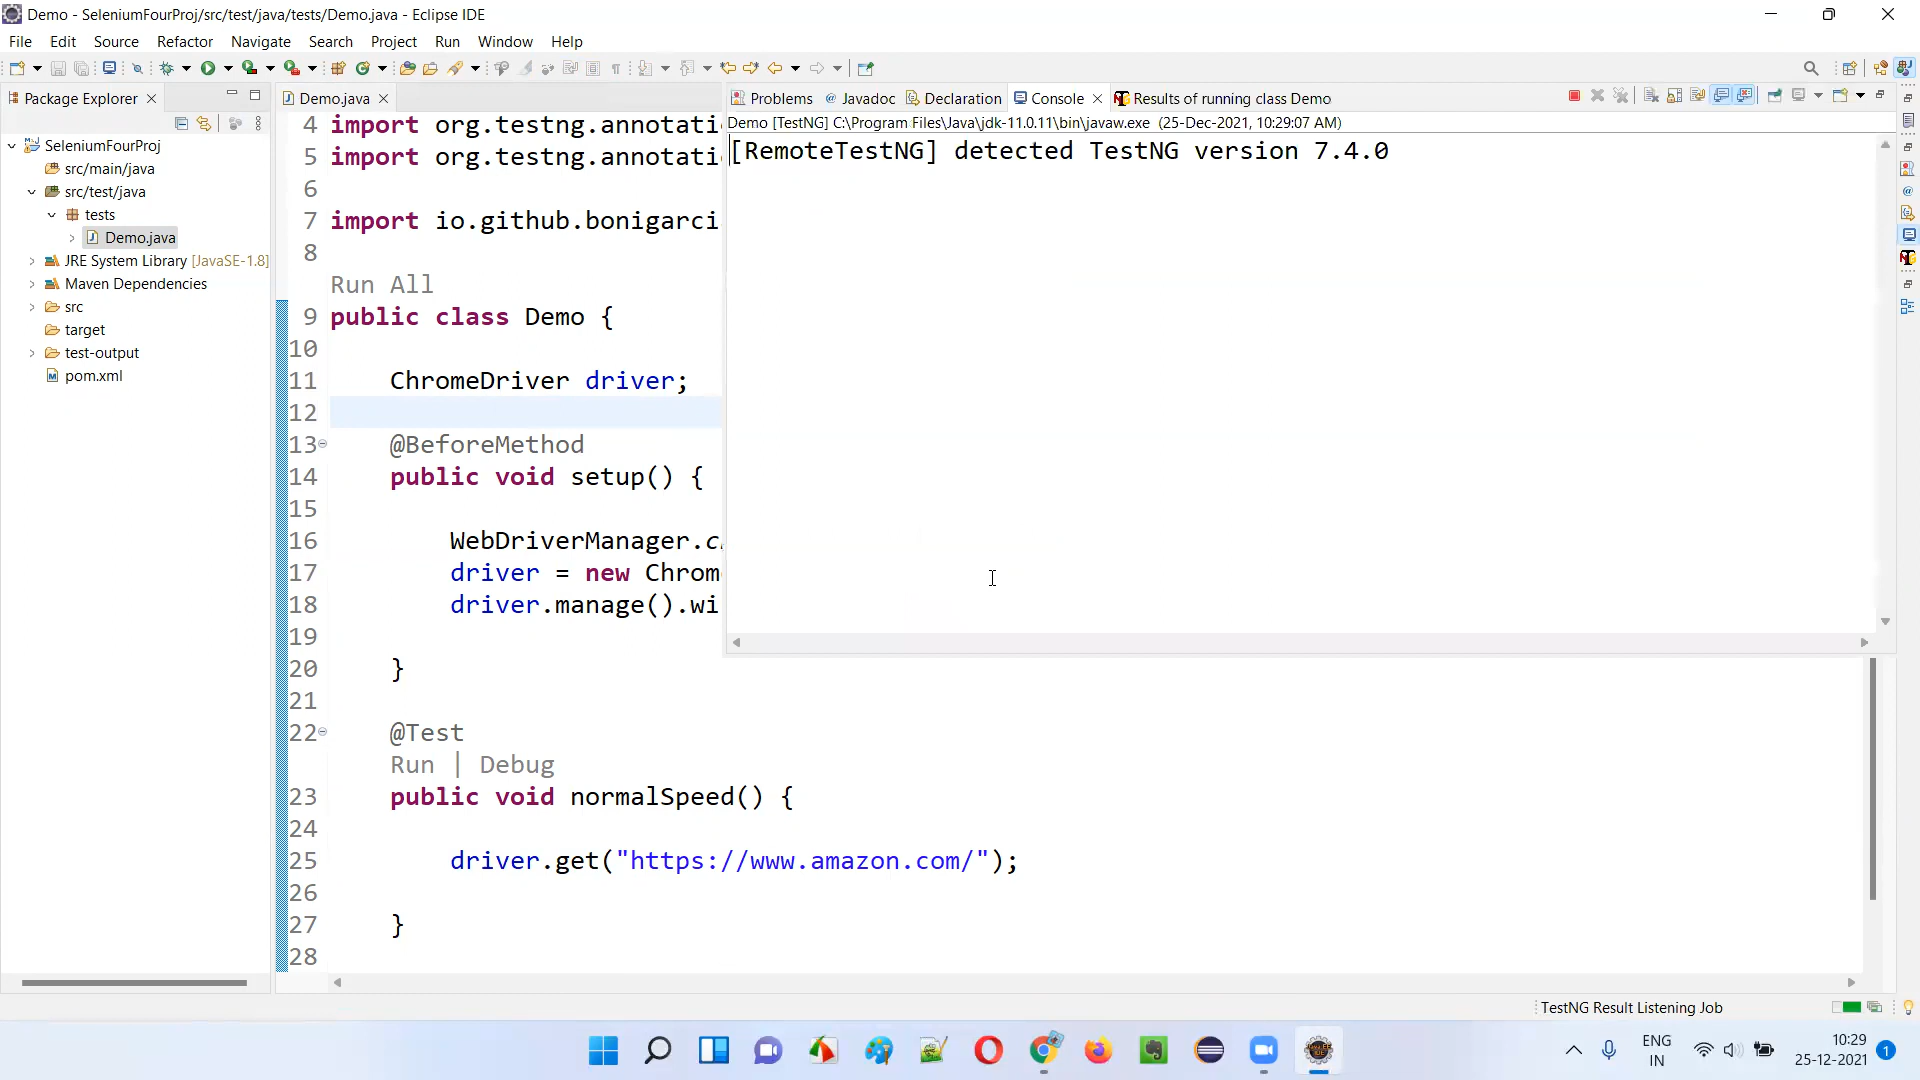 Demo - SeleniumFourProj/src/test/java/tests/Demo.java - Eclipse IDE
File Edit Source Refactor Navigate Search Project Run Window Help
Package Explorer
SeleniumFourProj
src/main/java
src/test/java
tests
Demo.java
JRE System Library [JavaSE-1.8]
Maven Dependencies
src
target
test-output
pom.xml
Demo.java
4 import org.testng.annotati
5 import org.testng.annotati
6
7 import io.github.bonigarci
8
Run All
9 public class Demo {
10
11 ChromeDriver driver;
12
13 @BeforeMethod
14 public void setup() {
15
16 WebDriverManager.c
17 driver = new Chrom
18 driver.manage().wi
19
20 }
21
22 @Test
Run | Debug
23 public void normalSpeed() {
24
25 driver.get("https://www.amazon.com/");
26
27 }
28
Problems Javadoc Declaration Console Results of running class Demo
Demo [TestNG] C:\Program Files\Java\jdk-11.0.11\bin\javaw.exe (25-Dec-2021, 10:29:07 AM)
[RemoteTestNG] detected TestNG version 7.4.0
TestNG Result Listening Job
ENG
IN
10:29
25-12-2021
1